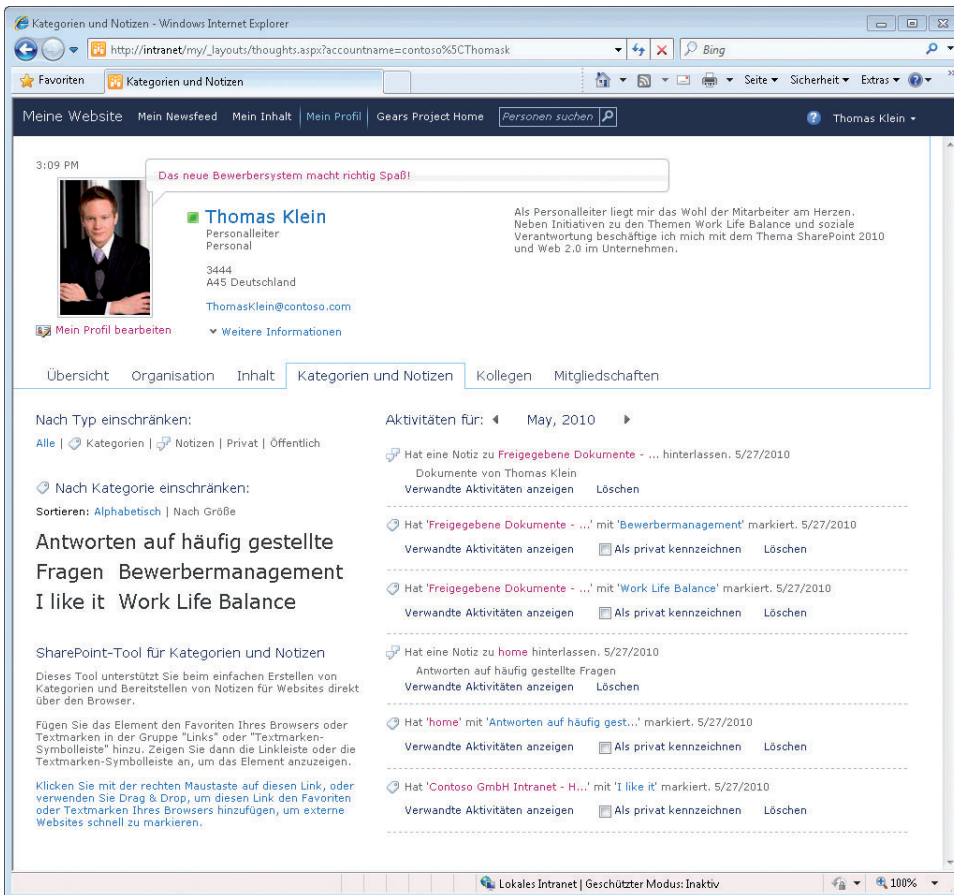 Kategorien und Notizen - Windows Internet Explorer
http://intranet/my/_layouts/thoughts.aspx?accountname=contoso%5CThomask
Bing
Favoriten
Kategorien und Notizen
Seite
Sicherheit
Extras
Meine Website Mein Newsfeed Mein Inhalt | Mein Profil | Gears Project Home
Personen suchen
Thomas Klein
3:09 PM
Das neue Bewerbersystem macht richtig Spaß!
Thomas Klein
Personalleiter
Personal
3444
A45 Deutschland
ThomasKlein@contoso.com
Weitere Informationen
Mein Profil bearbeiten
Als Personalleiter liegt mir das Wohl der Mitarbeiter am Herzen.
Neben Initiativen zu den Themen Work Life Balance und soziale
Verantwortung beschäftige ich mich mit dem Thema SharePoint 2010
und Web 2.0 im Unternehmen.
Übersicht Organisation Inhalt Kategorien und Notizen Kollegen Mitgliedschaften
Nach Typ einschränken:
Alle | Kategorien | Notizen | Privat | Öffentlich
Nach Kategorie einschränken:
Sortieren: Alphabetisch | Nach Größe
Antworten auf häufig gestellte
Fragen Bewerbermanagement
I like it Work Life Balance
SharePoint-Tool für Kategorien und Notizen
Dieses Tool unterstützt Sie beim einfachen Erstellen von
Kategorien und Bereitstellen von Notizen für Websites direkt
über den Browser.
Fügen Sie das Element den Favoriten Ihres Browsers oder
Textmarken in der Gruppe "Links" oder "Textmarken-
Symbolleiste" hinzu. Zeigen Sie dann die Linkleiste oder die
Textmarken-Symbolleiste an, um das Element anzuzeigen.
Klicken Sie mit der rechten Maustaste auf diesen Link, oder
verwenden Sie Drag & Drop, um diesen Link den Favoriten
oder Textmarken Ihres Browsers hinzufügen, um externe
Websites schnell zu markieren.
Aktivitäten für: May, 2010
Hat eine Notiz zu Freigegebene Dokumente - ... hinterlassen. 5/27/2010
Dokumente von Thomas Klein
Verwandte Aktivitäten anzeigen Löschen
Hat 'Freigegebene Dokumente - ...' mit 'Bewerbermanagement' markiert. 5/27/2010
Verwandte Aktivitäten anzeigen Als privat kennzeichnen Löschen
Hat 'Freigegebene Dokumente - ...' mit 'Work Life Balance' markiert. 5/27/2010
Verwandte Aktivitäten anzeigen Als privat kennzeichnen Löschen
Hat eine Notiz zu home hinterlassen. 5/27/2010
Antworten auf häufig gestellte Fragen
Verwandte Aktivitäten anzeigen Löschen
Hat 'home' mit 'Antworten auf häufig gest...' markiert. 5/27/2010
Verwandte Aktivitäten anzeigen Als privat kennzeichnen Löschen
Hat 'Contoso GmbH Intranet - H...' mit 'I like it' markiert. 5/27/2010
Verwandte Aktivitäten anzeigen Als privat kennzeichnen Löschen
Lokales Intranet | Geschützter Modus: Inaktiv
100%